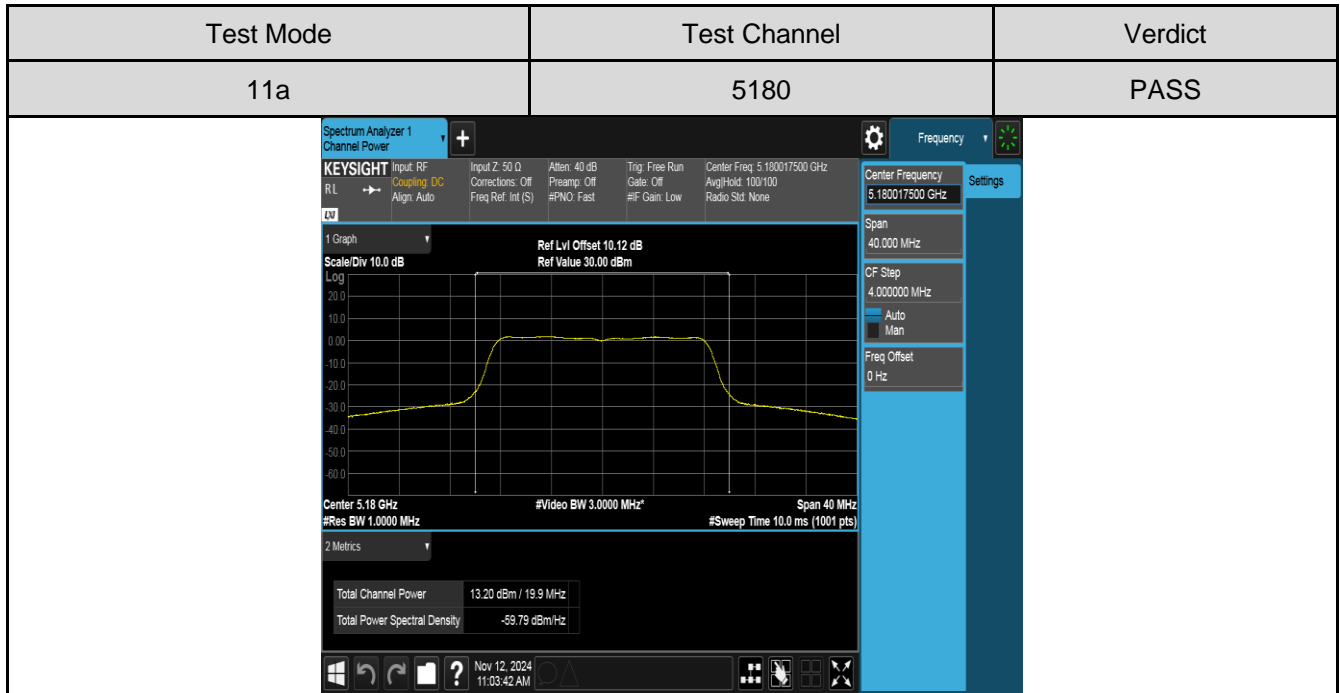 Test Mode Test Channel Verdict
11a 5180 PASS
Spectrum Analyzer 1
Channel Power
+
Frequency
KEYSIGHT
RL
LXI
Input: RF
Coupling: DC
Align: Auto
Input Z: 50 Ω
Corrections: Off
Freq Ref: Int (S)
Atten: 40 dB
Preamp: Off
#PNO: Fast
Trig: Free Run
Gate: Off
#IF Gain: Low
Center Freq: 5.180017500 GHz
Avg|Hold: 100/100
Radio Std: None
Center Frequency
5.180017500 GHz
Settings
Span
40.000 MHz
CF Step
4.000000 MHz
Auto
Man
Freq Offset
0 Hz
1 Graph
Ref Lvl Offset 10.12 dB
Scale/Div 10.0 dB
Ref Value 30.00 dBm
Log
20.0
10.0
0.00
-10.0
-20.0
-30.0
-40.0
-50.0
-60.0
Center 5.18 GHz
#Video BW 3.0000 MHz*
Span 40 MHz
#Res BW 1.0000 MHz
#Sweep Time 10.0 ms (1001 pts)
2 Metrics
Total Channel Power 13.20 dBm / 19.9 MHz
Total Power Spectral Density -59.79 dBm/Hz
?
Nov 12, 2024
11:03:42 AM